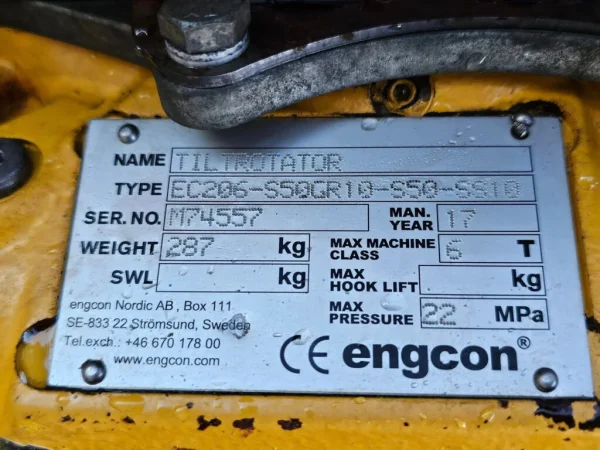 NAME TILTROTATOR
TYPE EC206-S50GR10-S50-SS10
SER. NO. M74557 MAN. YEAR 17
WEIGHT 287 kg MAX MACHINE CLASS 6 T
SWL kg MAX HOOK LIFT kg
engcon Nordic AB, Box 111 MAX PRESSURE 22 MPa
SE-833 22 Strömsund, Sweden
Tel.exch.: +46 670 178 00
www.engcon.com CE engcon®